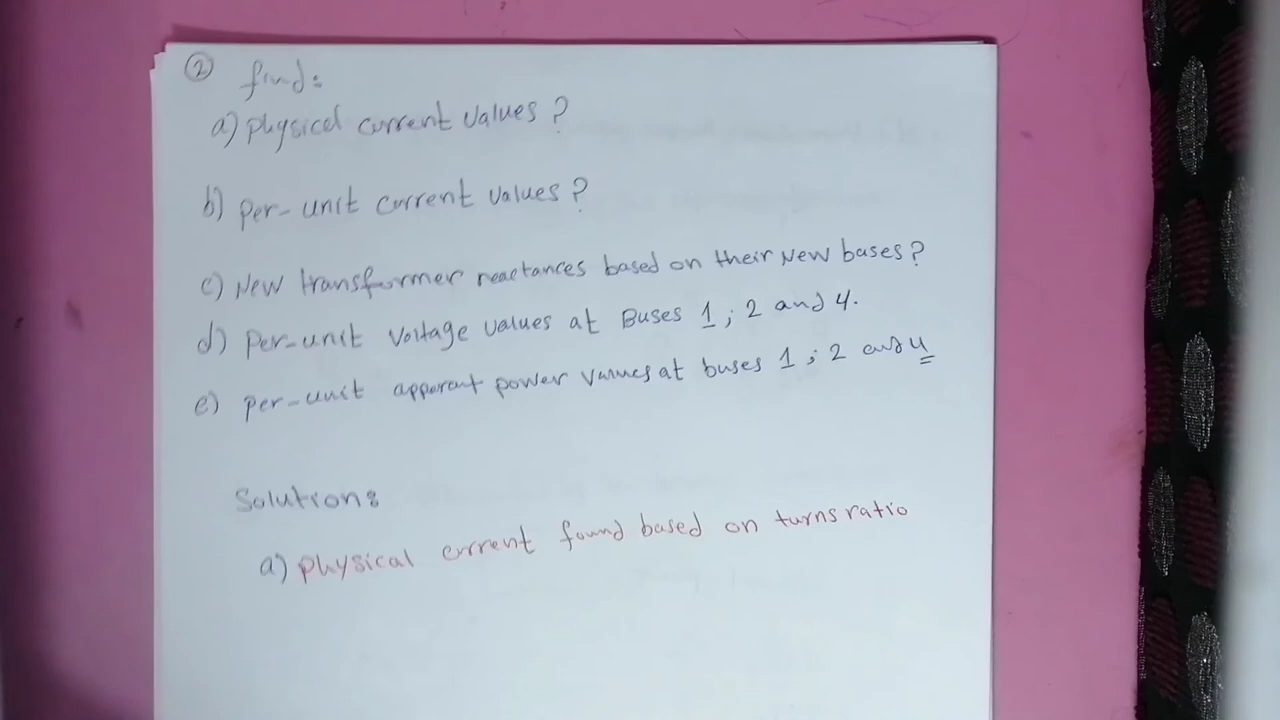 ② find:
a) physical current values ?
b) per-unit current values ?
c) New transformer reactances based on their New bases ?
d) per-unit voltage values at Buses 1 ; 2 and 4.
e) per-unit apparent power values at buses 1 ; 2 and 4
Solution:
a) physical current found based on turns ratio